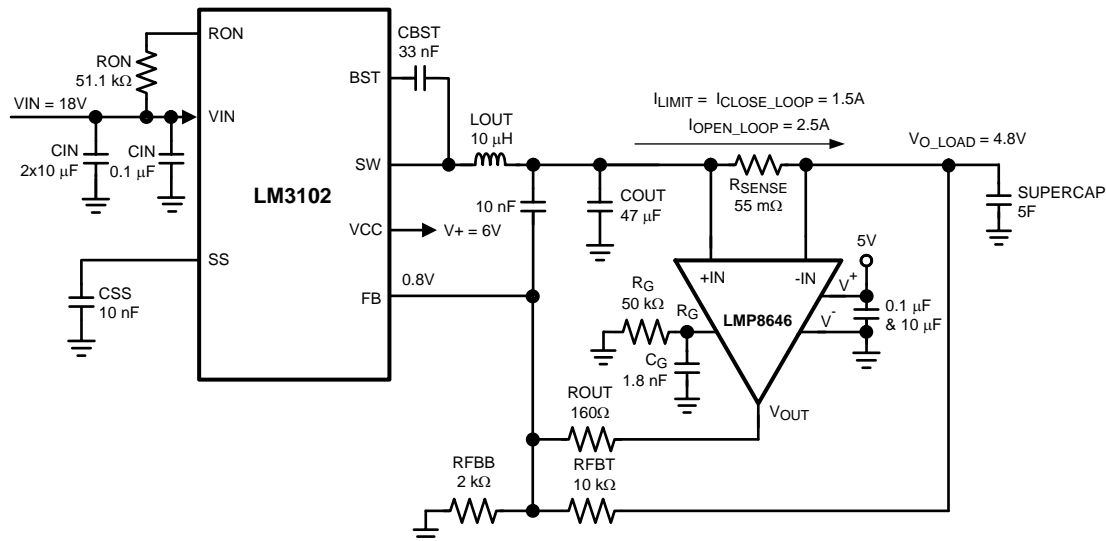 RON
RON
51.1 kΩ
VIN = 18V
VIN
CIN
2x10 μF
CIN
0.1 μF
SS
CSS
10 nF
LM3102
BST
SW
VCC
FB
CBST
33 nF
LOUT
10 μH
10 nF
V+ = 6V
0.8V
COUT
47 μF
ILIMIT = ICLOSE_LOOP = 1.5A
IOPEN_LOOP = 2.5A
RSENSE
55 mΩ
VO_LOAD = 4.8V
SUPERCAP
5F
+IN
-IN
LMP8646
5V
V+
V-
0.1 μF
& 10 μF
RG
50 kΩ
RG
CG
1.8 nF
VOUT
ROUT
160Ω
RFBB
2 kΩ
RFBT
10 kΩ